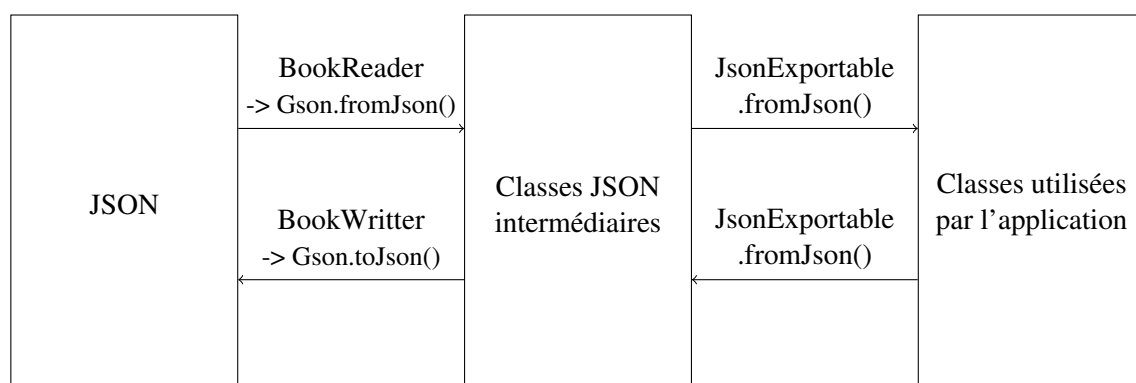 JSON
BookReader
-> Gson.fromJson()
BookWritter
-> Gson.toJson()
Classes JSON
intermédiaires
JsonExportable
.fromJson()
JsonExportable
.fromJson()
Classes utilisées
par l'application